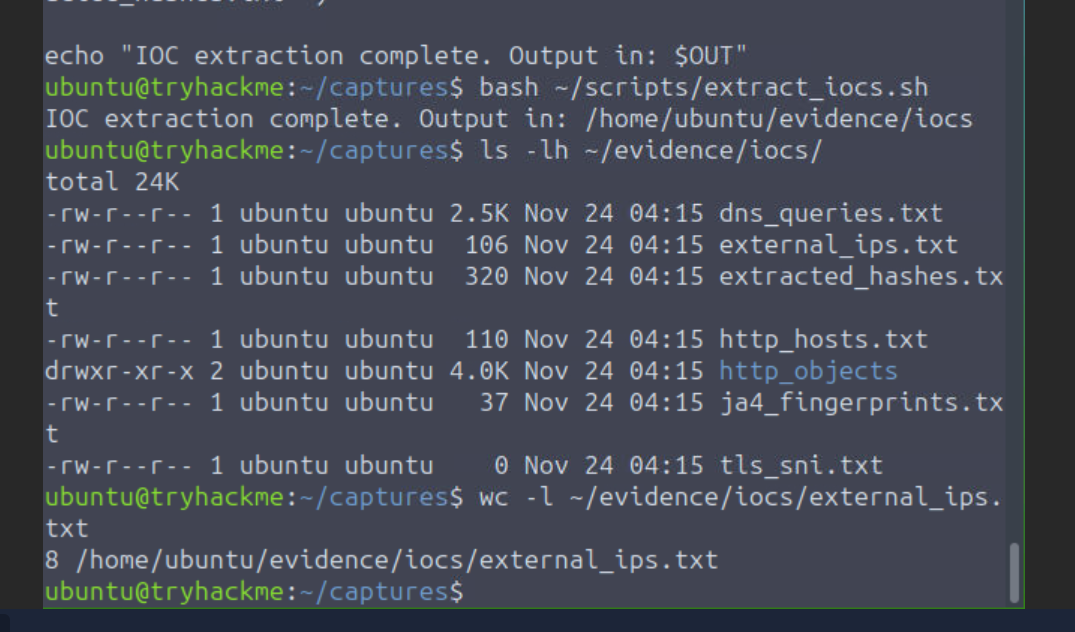 echo "IOC extraction complete. Output in: $OUT"
ubuntu@tryhackme:~/captures$ bash ~/scripts/extract_iocs.sh
IOC extraction complete. Output in: /home/ubuntu/evidence/iocs
ubuntu@tryhackme:~/captures$ ls -lh ~/evidence/iocs/
total 24K
-rw-r--r-- 1 ubuntu ubuntu 2.5K Nov 24 04:15 dns_queries.txt
-rw-r--r-- 1 ubuntu ubuntu  106 Nov 24 04:15 external_ips.txt
-rw-r--r-- 1 ubuntu ubuntu  320 Nov 24 04:15 extracted_hashes.tx
t
-rw-r--r-- 1 ubuntu ubuntu  110 Nov 24 04:15 http_hosts.txt
drwxr-xr-x 2 ubuntu ubuntu 4.0K Nov 24 04:15 http_objects
-rw-r--r-- 1 ubuntu ubuntu   37 Nov 24 04:15 ja4_fingerprints.tx
t
-rw-r--r-- 1 ubuntu ubuntu    0 Nov 24 04:15 tls_sni.txt
ubuntu@tryhackme:~/captures$ wc -l ~/evidence/iocs/external_ips.
txt
8 /home/ubuntu/evidence/iocs/external_ips.txt
ubuntu@tryhackme:~/captures$